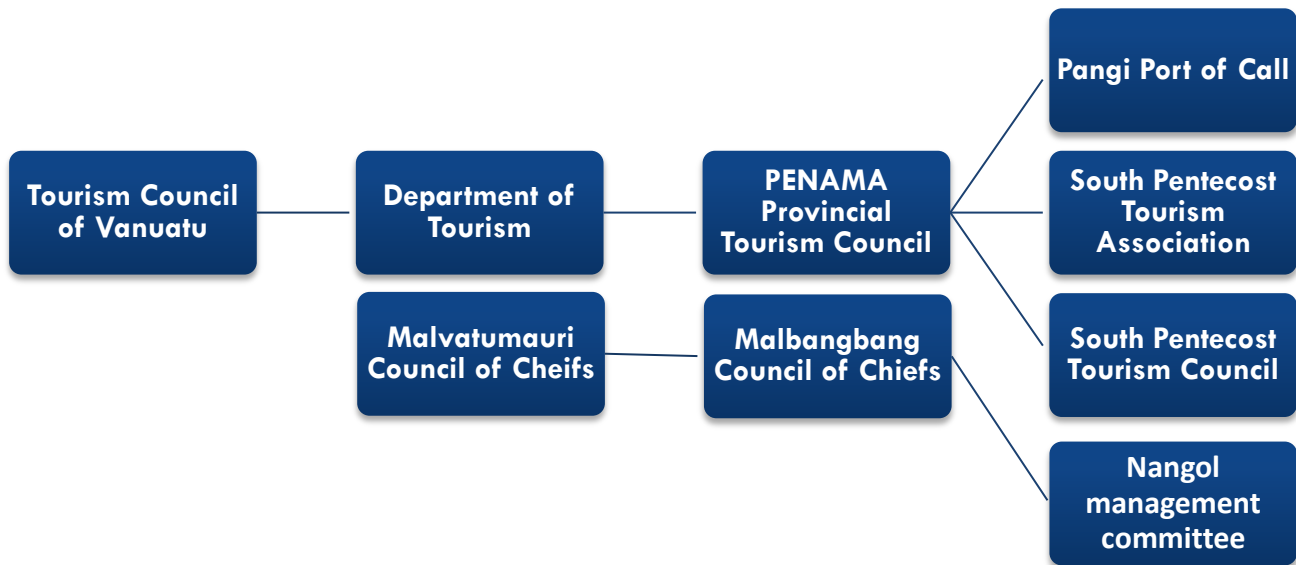 Pangi Port of Call
Tourism Council
of Vanuatu
Department of
Tourism
PENAMA
Provincial
Tourism Council
South Pentecost
Tourism
Association
Malvatumauri
Council of Cheifs
Malbangbang
Council of Chiefs
South Pentecost
Tourism Council
Nangol
management
committee